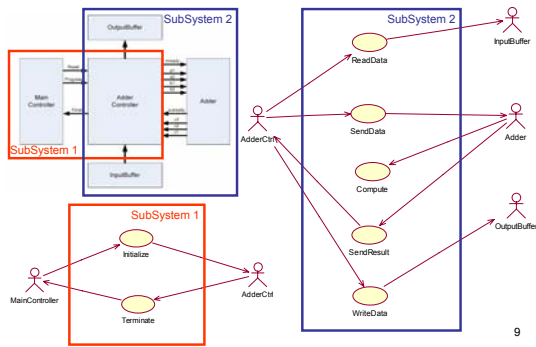 SubSystem 2
OutputBuffer
Main
Controller
Adder
Controller
Adder
SubSystem 1
InputBuffer
SubSystem 1
Initialize
MainController
AdderCtrl
Terminate
SubSystem 2
InputBuffer
ReadData
SendData
AdderCtrl
Adder
Compute
SendResult
OutputBuffer
WriteData
9